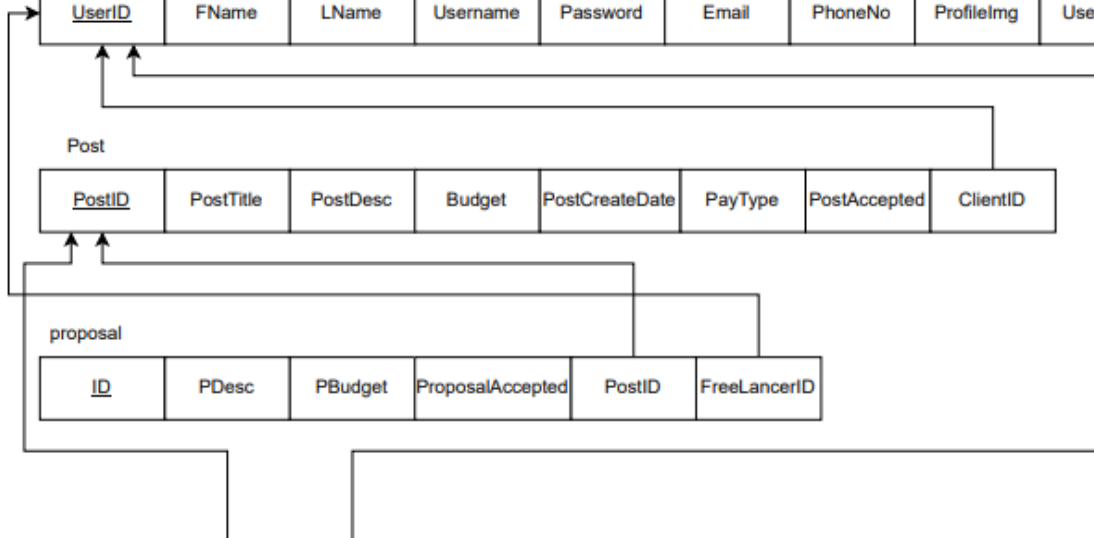 UserID FName LName Username Password Email PhoneNo ProfileImg Use
Post
PostID PostTitle PostDesc Budget PostCreateDate PayType PostAccepted ClientID
proposal
ID PDesc PBudget ProposalAccepted PostID FreeLancerID